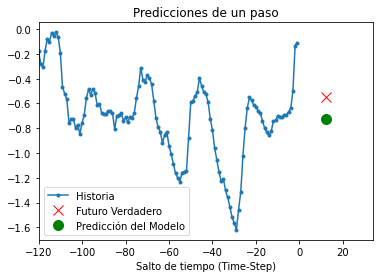 Predicciones de un paso
0.0
−0.2
−0.4
−0.6
−0.8
−1.0
−1.2
−1.4
−1.6
Historia
Futuro Verdadero
Predicción del Modelo
−120 −100 −80 −60 −40 −20 0 20
Salto de tiempo (Time-Step)